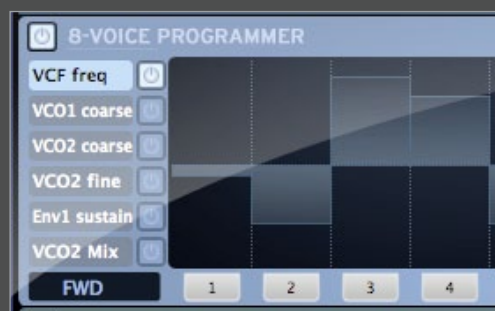 8-VOICE PROGRAMMER
VCF freq
VCO1 coarse
VCO2 coarse
VCO2 fine
Env1 sustain
VCO2 Mix
FWD 1 2 3 4